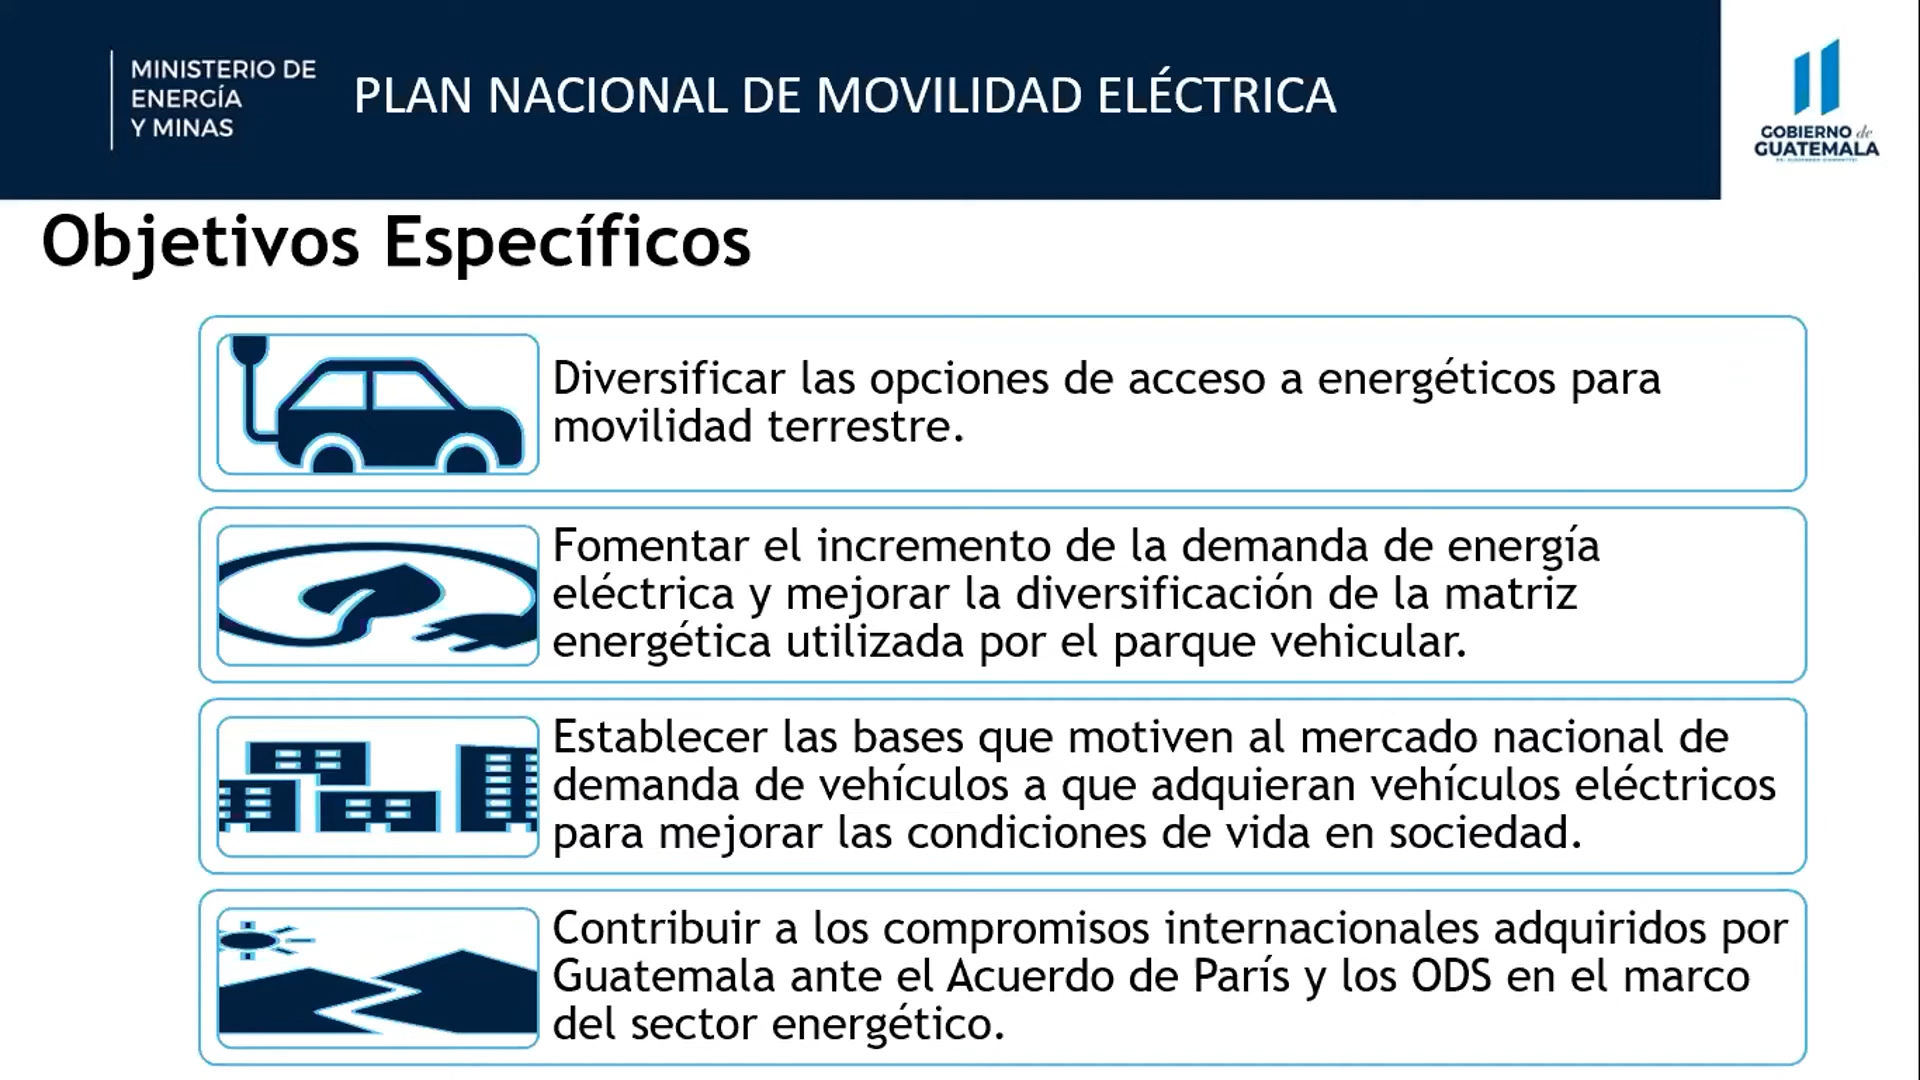 MINISTERIO DE
ENERGÍA
Y MINAS
PLAN NACIONAL DE MOVILIDAD ELÉCTRICA
GOBIERNO de
GUATEMALA
Objetivos Específicos
Diversificar las opciones de acceso a energéticos para
movilidad terrestre.
Fomentar el incremento de la demanda de energía
eléctrica y mejorar la diversificación de la matriz
energética utilizada por el parque vehicular.
Establecer las bases que motiven al mercado nacional de
demanda de vehículos a que adquieran vehículos eléctricos
para mejorar las condiciones de vida en sociedad.
Contribuir a los compromisos internacionales adquiridos por
Guatemala ante el Acuerdo de París y los ODS en el marco
del sector energético.